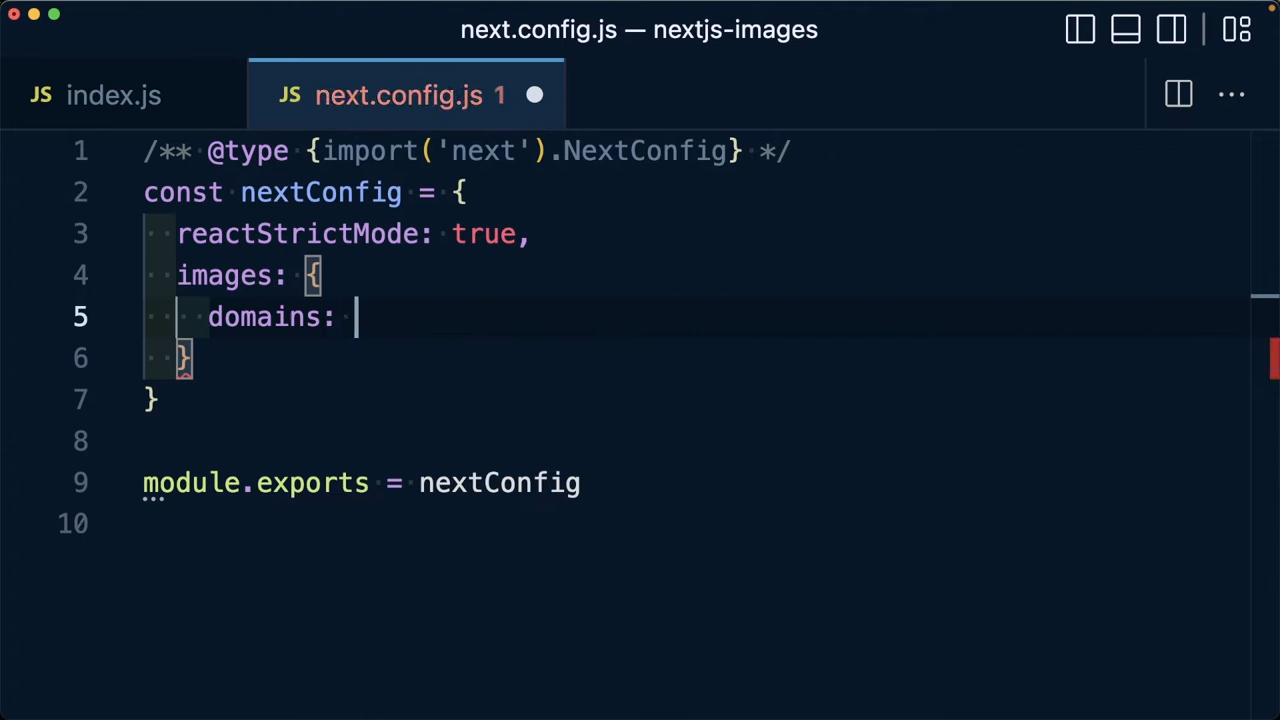 next.config.js — nextjs-images
JS index.js
JS next.config.js 1
1 /** @type {import('next').NextConfig} */
2 const nextConfig = {
3 reactStrictMode: true,
4 images: {
5 domains:
6 }
7 }
8
9 module.exports = nextConfig
10